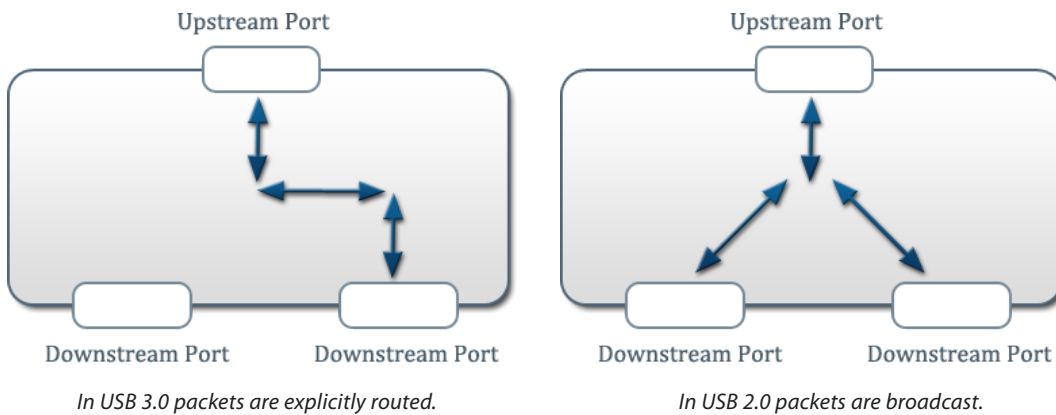 Upstream Port
Upstream Port
Downstream Port
Downstream Port
Downstream Port
Downstream Port
In USB 3.0 packets are explicitly routed.
In USB 2.0 packets are broadcast.